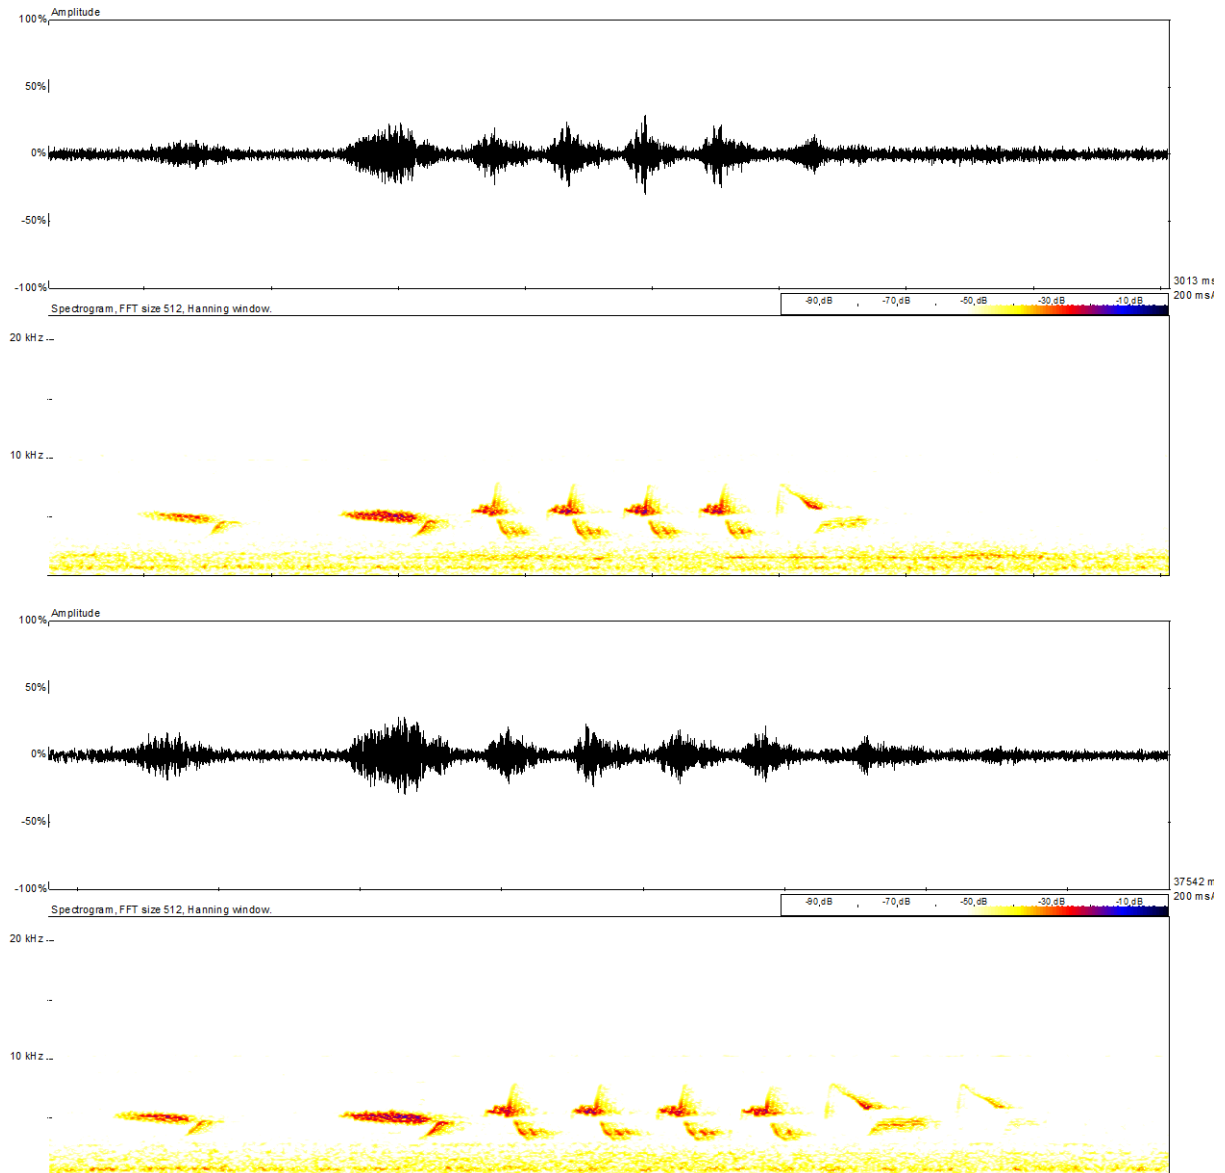 Amplitude
100%
50%
0%
-50%
-100%
3013 ms
200 ms/
Spectrogram, FFT size 512, Hanning window.
-90,dB -70,dB -50,dB -30,dB -10,dB
20 kHz
10 kHz
Amplitude
100%
50%
0%
-50%
-100%
37542 m
200 ms/
Spectrogram, FFT size 512, Hanning window.
-90,dB -70,dB -50,dB -30,dB -10,dB
20 kHz
10 kHz